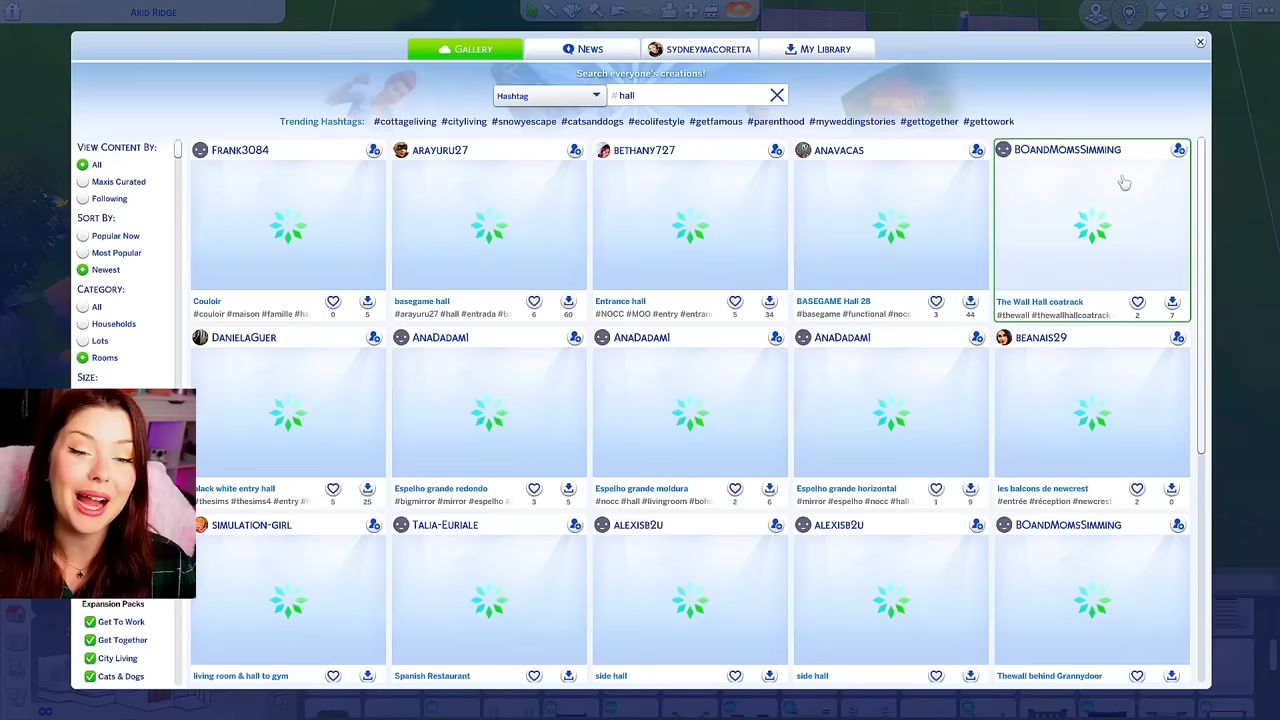 ARID RIDGE
GALLERY
NEWS
SYDNEYMACORETTA
MY LIBRARY
Search everyone's creations!
Hashtag
# hall
Trending Hashtags: #cottageliving #cityliving #snowyescape #catsanddogs #ecolifestyle #getfamous #parenthood #myweddingstories #gettogether #gettowork
VIEW CONTENT BY:
All
Maxis Curated
Following
SORT BY:
Popular Now
Most Popular
Newest
CATEGORY:
All
Households
Lots
Rooms
SIZE:
Expansion Packs
Get To Work
Get Together
City Living
Cats & Dogs
FRANK3084
Couloir
#couloir #maison #famille #ha
0 5
ARAYURU27
basegame hall
#arayuru27 #hall #entrada #b
6 60
BETHANY727
Entrance hall
#NOCC #MOO #entry #entran
5 34
ANAVACAS
BASEGAME Hall 28
#basegame #functional #nocc
3 44
BOANDMOMSSIMMING
The Wall Hall coatrack
#thewall #thewallhallcoatrack
2 7
DANIELAGUER
black white entry hall
#thesims #thesims4 #entry #h
5 25
ANADADAM1
Espelho grande redondo
#bigmirror #mirror #espelho #
3 5
ANADADAM1
Espelho grande moldura
#nocc #hall #livingroom #boh
2 6
ANADADAM1
Espelho grande horizontal
#mirror #espelho #nocc #hall
1 9
BEANAIS29
les balcons de newcrest
#entrée #réception #newcrest
2 0
SIMULATION-GIRL
living room & hall to gym
TALIA-EURIALE
Spanish Restaurant
ALEXISB2U
side hall
ALEXISB2U
side hall
BOANDMOMSSIMMING
Thewall behind Grannydoor